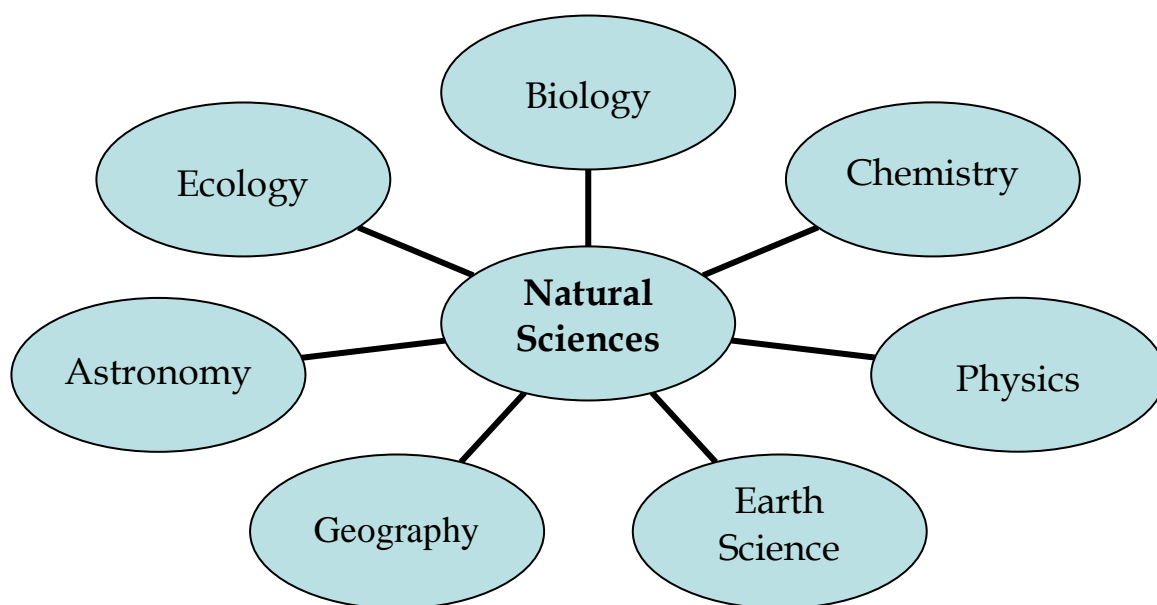 Biology
Ecology
Chemistry
Natural
Sciences
Astronomy
Physics
Geography
Earth
Science